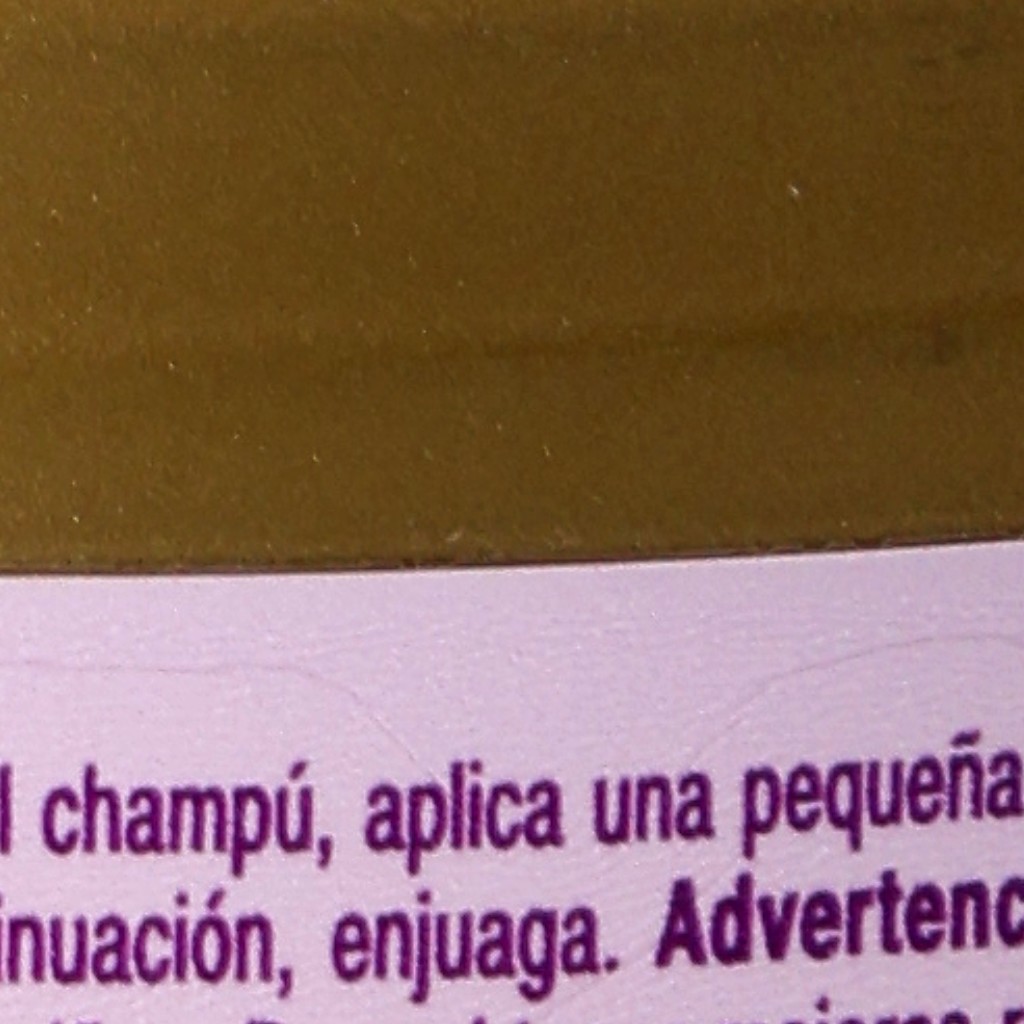 l champú, aplica una pequeña
inuación, enjuaga. Advertenc